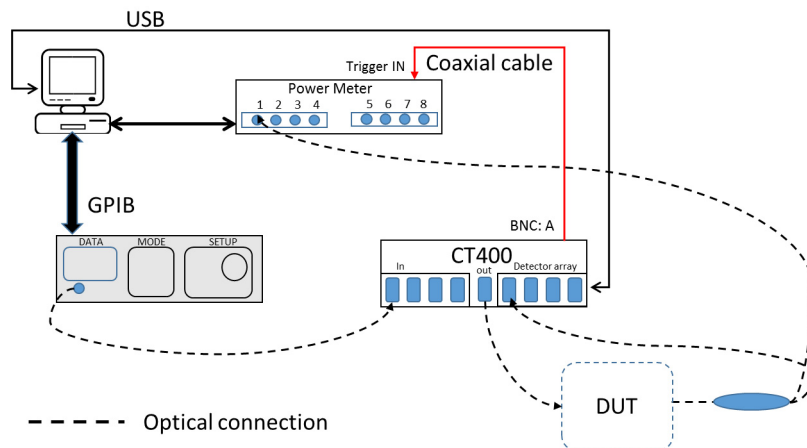 USB
Trigger IN
Coaxial cable
Power Meter
1 2 3 4 5 6 7 8
GPIB
BNC: A
DATA MODE SETUP
CT400
In out Detector array
DUT
Optical connection